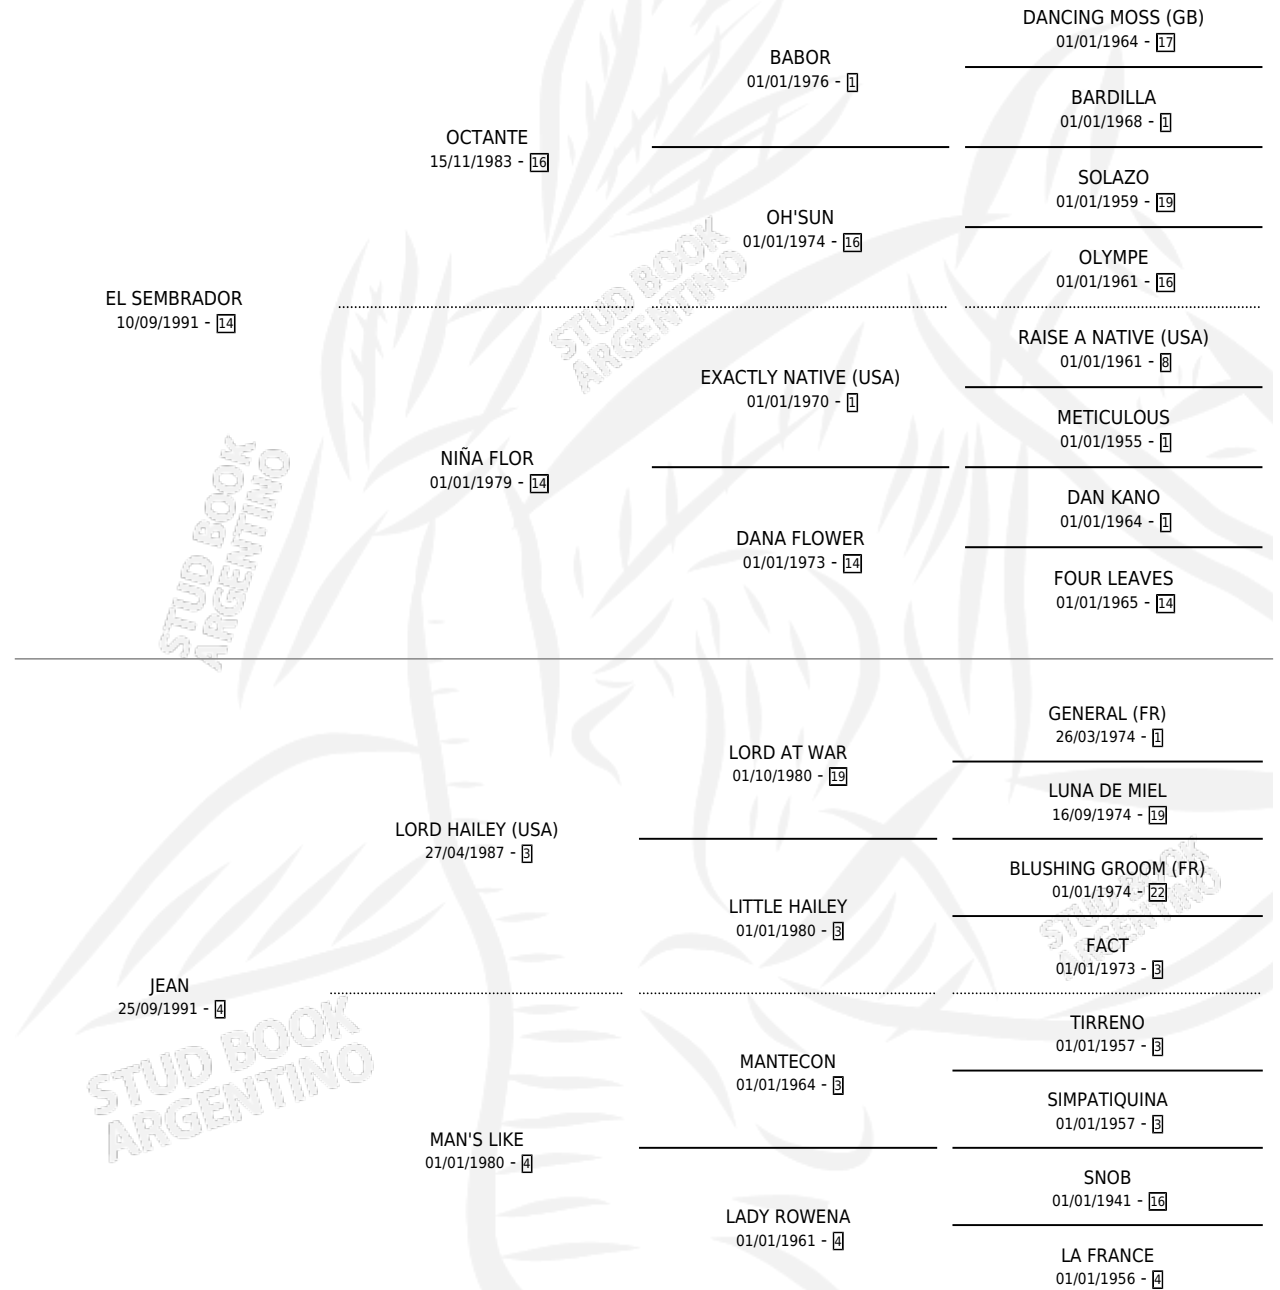 DANCING MOSS (GB)
01/01/1964 - 17
BABOR
01/01/1976 - 1
BARDILLA
01/01/1968 - 1
OCTANTE
15/11/1983 - 16
SOLAZO
01/01/1959 - 19
OH'SUN
01/01/1974 - 16
OLYMPE
01/01/1961 - 16
EL SEMBRADOR
10/09/1991 - 14
RAISE A NATIVE (USA)
01/01/1961 - 8
EXACTLY NATIVE (USA)
01/01/1970 - 1
METICULOUS
01/01/1955 - 1
NIÑA FLOR
01/01/1979 - 14
DAN KANO
01/01/1964 - 1
DANA FLOWER
01/01/1973 - 14
FOUR LEAVES
01/01/1965 - 14
GENERAL (FR)
26/03/1974 - 1
LORD AT WAR
01/10/1980 - 19
LUNA DE MIEL
16/09/1974 - 19
LORD HAILEY (USA)
27/04/1987 - 3
BLUSHING GROOM (FR)
01/01/1974 - 22
LITTLE HAILEY
01/01/1980 - 3
FACT
01/01/1973 - 3
JEAN
25/09/1991 - 4
TIRRENO
01/01/1957 - 3
MANTECON
01/01/1964 - 3
SIMPATIQUINA
01/01/1957 - 3
MAN'S LIKE
01/01/1980 - 4
SNOB
01/01/1941 - 16
LADY ROWENA
01/01/1961 - 4
LA FRANCE
01/01/1956 - 4
STUD BOOK
ARGENTINO
STUD BOOK
ARGENTINO
STUD BOOK
ARGENTINO
STUD BOOK
ARGENTINO